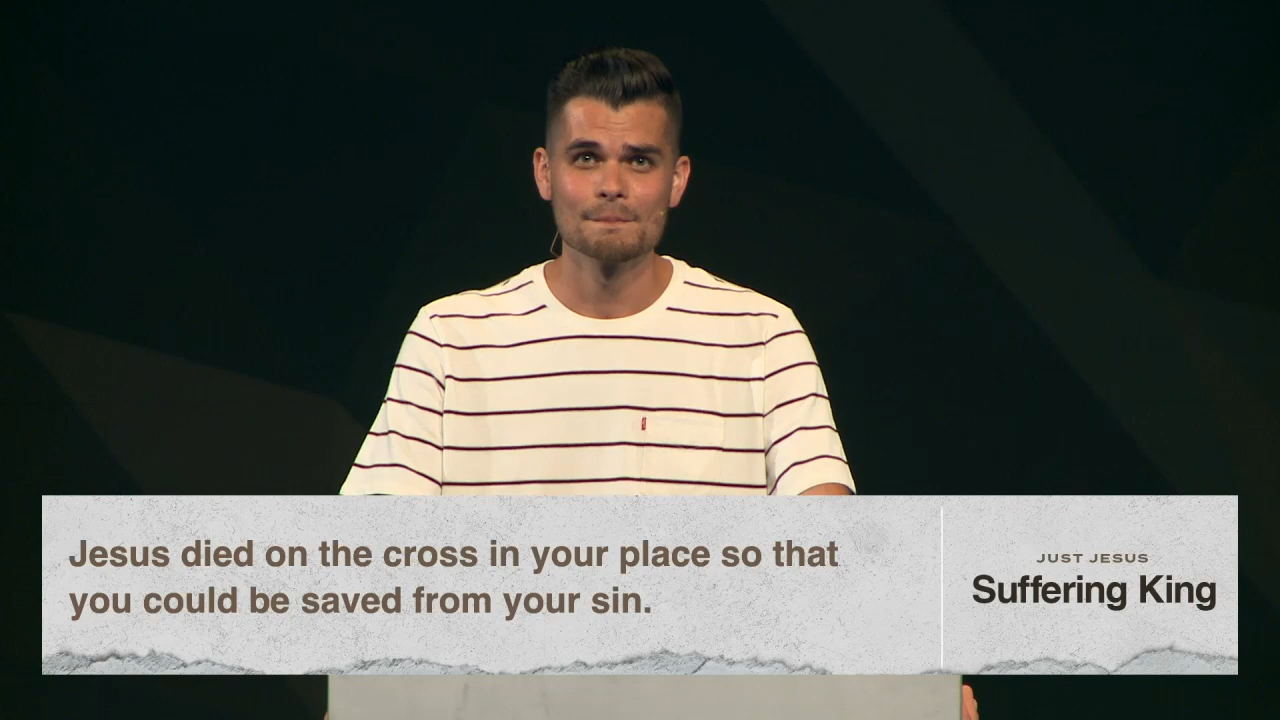 Jesus died on the cross in your place so that
you could be saved from your sin.
JUST JESUS
Suffering King